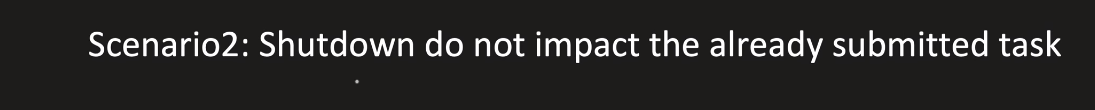 Scenario2: Shutdown do not impact the already submitted task